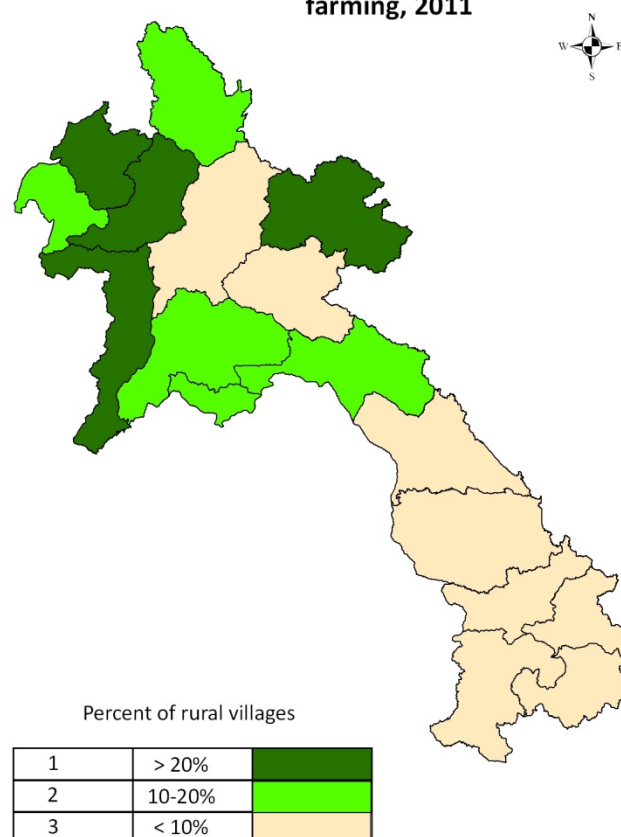 farming, 2011
N
W E
S
Percent of rural villages
1 > 20%
2 10-20%
3 < 10%